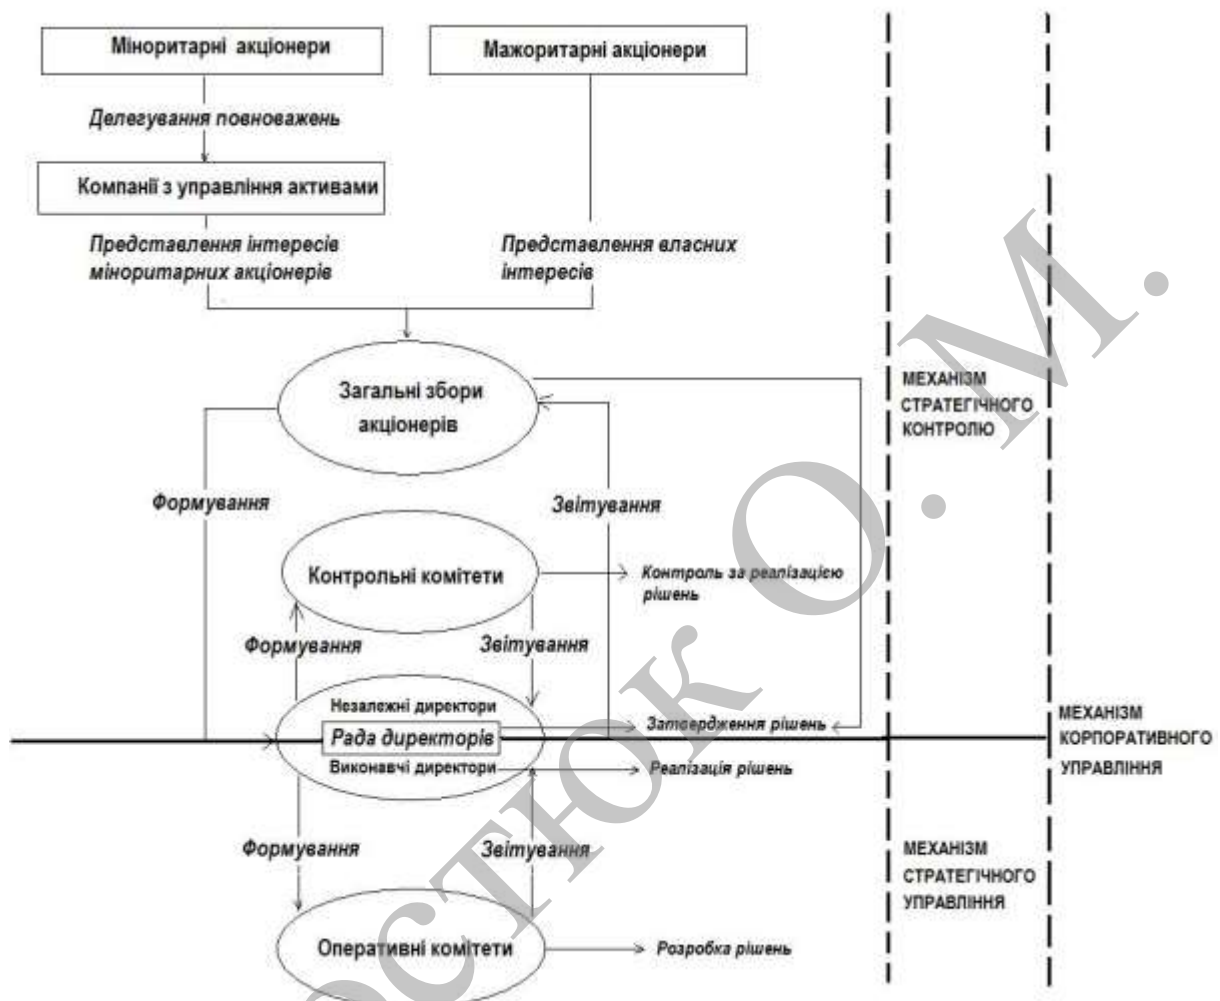 Міноритарні акціонери
Мажоритарні акціонери
Делегування повноважень
Компанії з управління активами
Представлення інтересів
міноритарних акціонерів
Представлення власних
інтересів
Загальні збори
акціонерів
МЕХАНІЗМ
СТРАТЕГІЧНОГО
КОНТРОЛЮ
Формування
Звітування
Контрольні комітети
Контроль за реалізацією
рішень
Формування
Звітування
Незалежні директори
Рада директорів
Виконавчі директори
Затвердження рішень
Реалізація рішень
МЕХАНІЗМ
КОРПОРАТИВНОГО
УПРАВЛІННЯ
Формування
Звітування
МЕХАНІЗМ
СТРАТЕГІЧНОГО
УПРАВЛІННЯ
Оперативні комітети
Розробка рішень
ОСТЮК О. М.